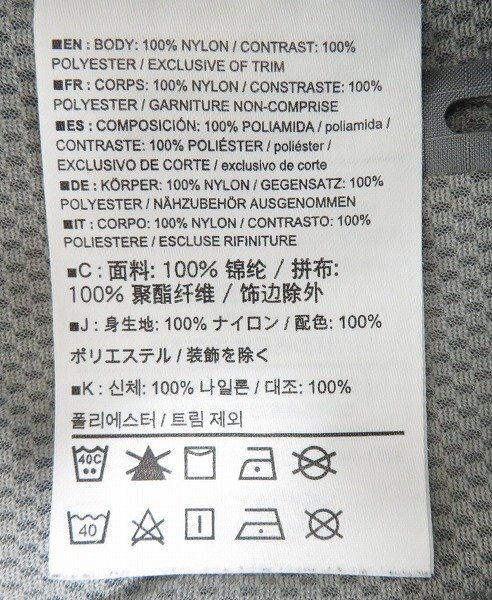 ■EN : BODY: 100% NYLON / CONTRAST: 100%
POLYESTER / EXCLUSIVE OF TRIM
■FR : CORPS: 100% NYLON / CONSTRASTE: 100%
POLYESTER / GARNITURE NON-COMPRISE
■ES : COMPOSICIÓN: 100% POLIAMIDA / poliamida /
CONTRASTE: 100% POLIÉSTER / poliéster /
EXCLUSIVO DE CORTE / exclusivo de corte
■DE : KÖRPER: 100% NYLON / GEGENSATZ: 100%
POLYESTER / NÄHZUBEHÖR AUSGENOMMEN
■IT : CORPO: 100% NYLON / CONTRASTO: 100%
POLIESTERE / ESCLUSE RIFINITURE
■C : 面料: 100% 锦纶 / 拼布:
100% 聚酯纤维 / 饰边除外
■J : 身生地: 100% ナイロン / 配色: 100%
ポリエステル / 装飾を除く
■K : 신체: 100% 나일론 / 대조: 100%
폴리에스터 / 트림 제외
40C
40